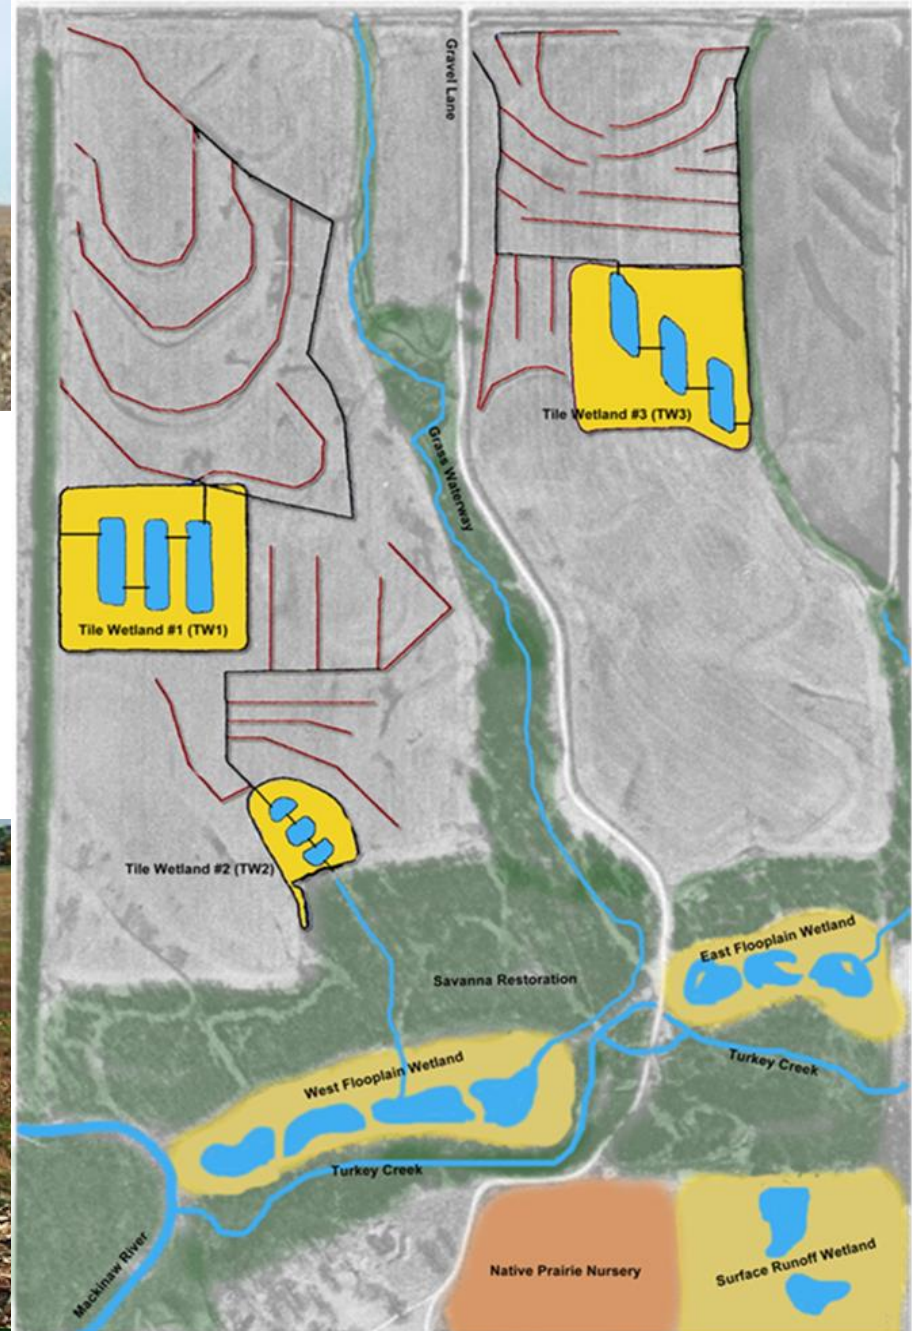 Gravel Lane
Tile Wetland #3 (TW3)
Grass Waterway
Tile Wetland #1 (TW1)
Tile Wetland #2 (TW2)
East Flooplain Wetland
Savanna Restoration
West Flooplain Wetland
Turkey Creek
Turkey Creek
Mackinaw River
Native Prairie Nursery
Surface Runoff Wetland